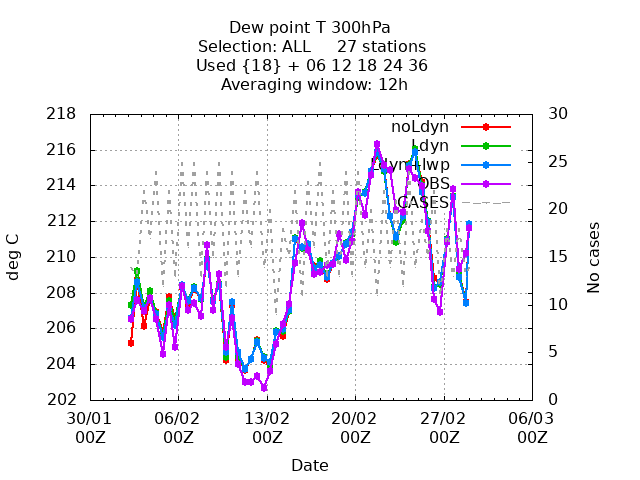 Dew point T 300hPa
Selection: ALL 27 stations
Used {18} + 06 12 18 24 36
Averaging window: 12h
218
216
214
212
210
208
206
204
202
deg C
30
25
20
15
10
5
0
No cases
noLdyn
Ldyn
Ldyn+lwp
OBS
CASES
30/01 06/02 13/02 20/02 27/02 06/03
00Z 00Z 00Z 00Z 00Z 00Z
Date